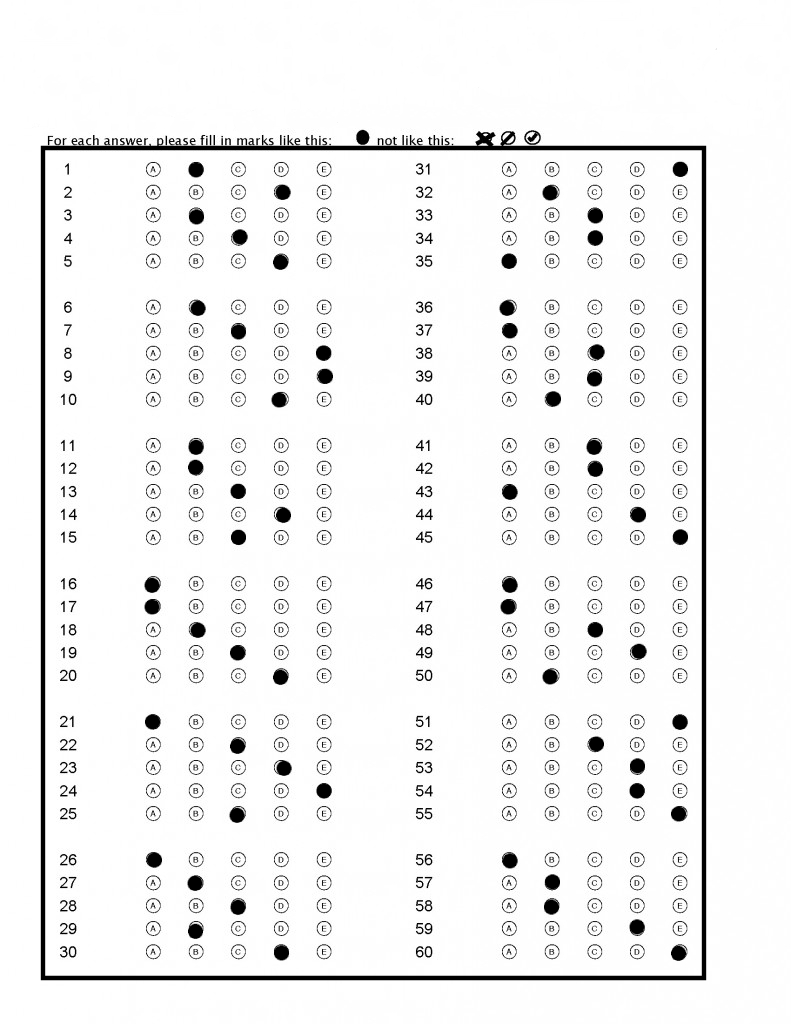 For each answer, please fill in marks like this: not like this:
1 A C D E 31 A B C D
2 A B C E 32 A C D E
3 A C D E 33 A B D E
4 A B D E 34 A B D E
5 A B C E 35 B C D E
6 A C D E 36 B C D E
7 A B D E 37 B C D E
8 A B C D 38 A B D E
9 A B C D 39 A B D E
10 A B C E 40 A C D E
11 A C D E 41 A B D E
12 A C D E 42 A B D E
13 A B D E 43 B C D E
14 A B C E 44 A B C E
15 A B D E 45 A B C D
16 B C D E 46 B C D E
17 B C D E 47 B C D E
18 A C D E 48 A B D E
19 A B D E 49 A B C E
20 A B C E 50 A C D E
21 B C D E 51 A B C D
22 A B D E 52 A B D E
23 A B C E 53 A B C E
24 A B C D 54 A B C E
25 A B D E 55 A B C D
26 B C D E 56 B C D E
27 A C D E 57 A C D E
28 A B D E 58 A C D E
29 A C D E 59 A B C E
30 A B C E 60 A B C D